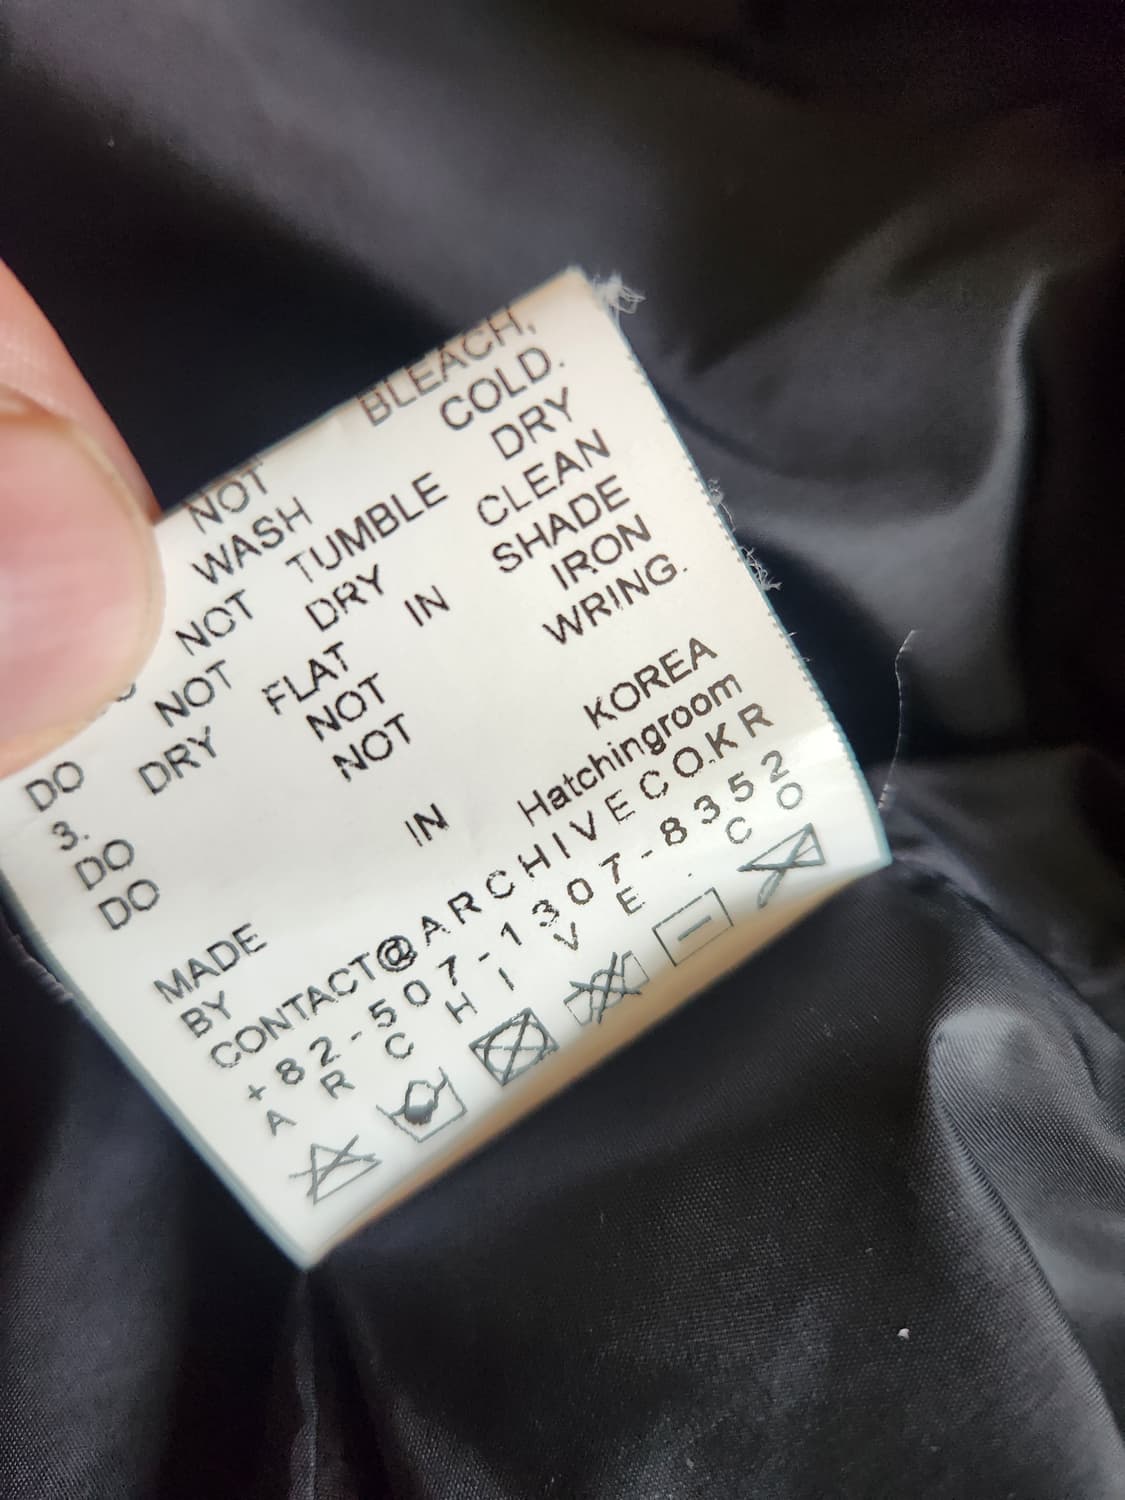 NOT BLEACH,
WASH COLD.
DO NOT TUMBLE DRY
3. NOT DRY CLEAN
DRY FLAT IN SHADE
DO NOT IRON
DO NOT WRING.
MADE IN KOREA
BY Hatchingroom
CONTACT@ARCHIVECO.KR
+82-507-1307-8352
ARCHIVE.CO